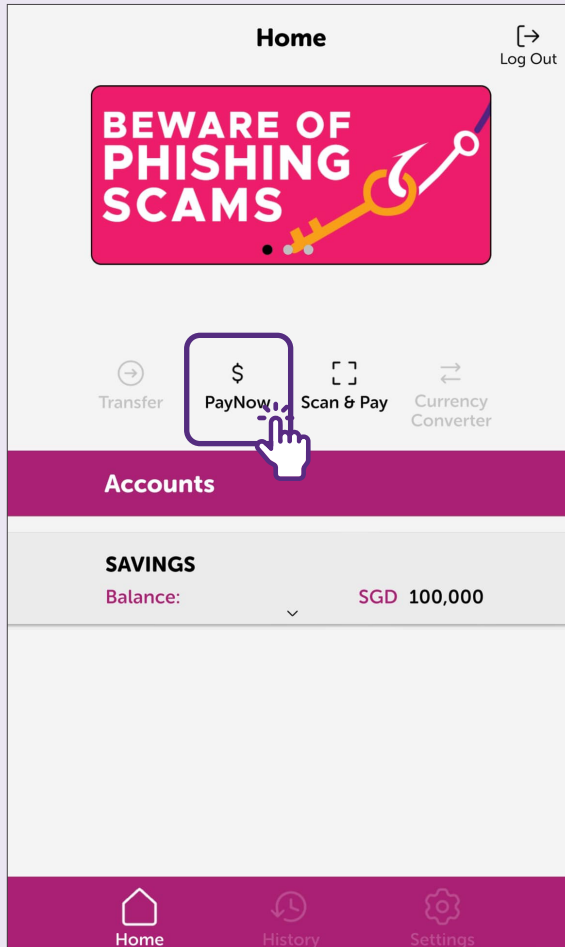 Home
Log Out
BEWARE OF
PHISHING
SCAMS
$
Transfer
PayNow
Scan & Pay
Currency
Converter
Accounts
SAVINGS
Balance:
SGD 100,000
Home
History
Settings